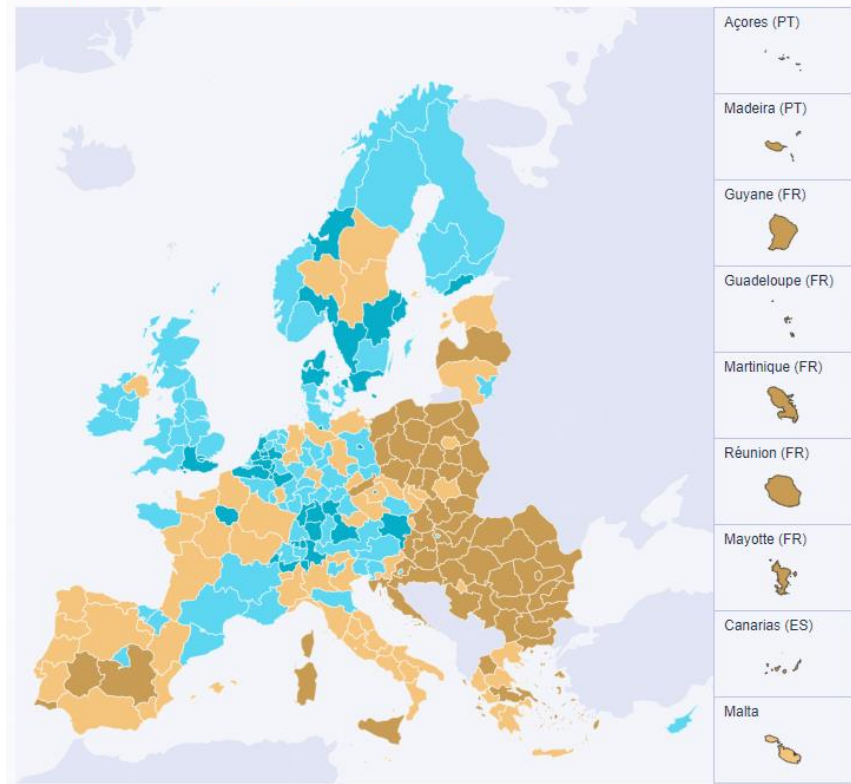 Açores (PT)
Madeira (PT)
Guyane (FR)
Guadeloupe (FR)
Martinique (FR)
Réunion (FR)
Mayotte (FR)
Canarias (ES)
Malta